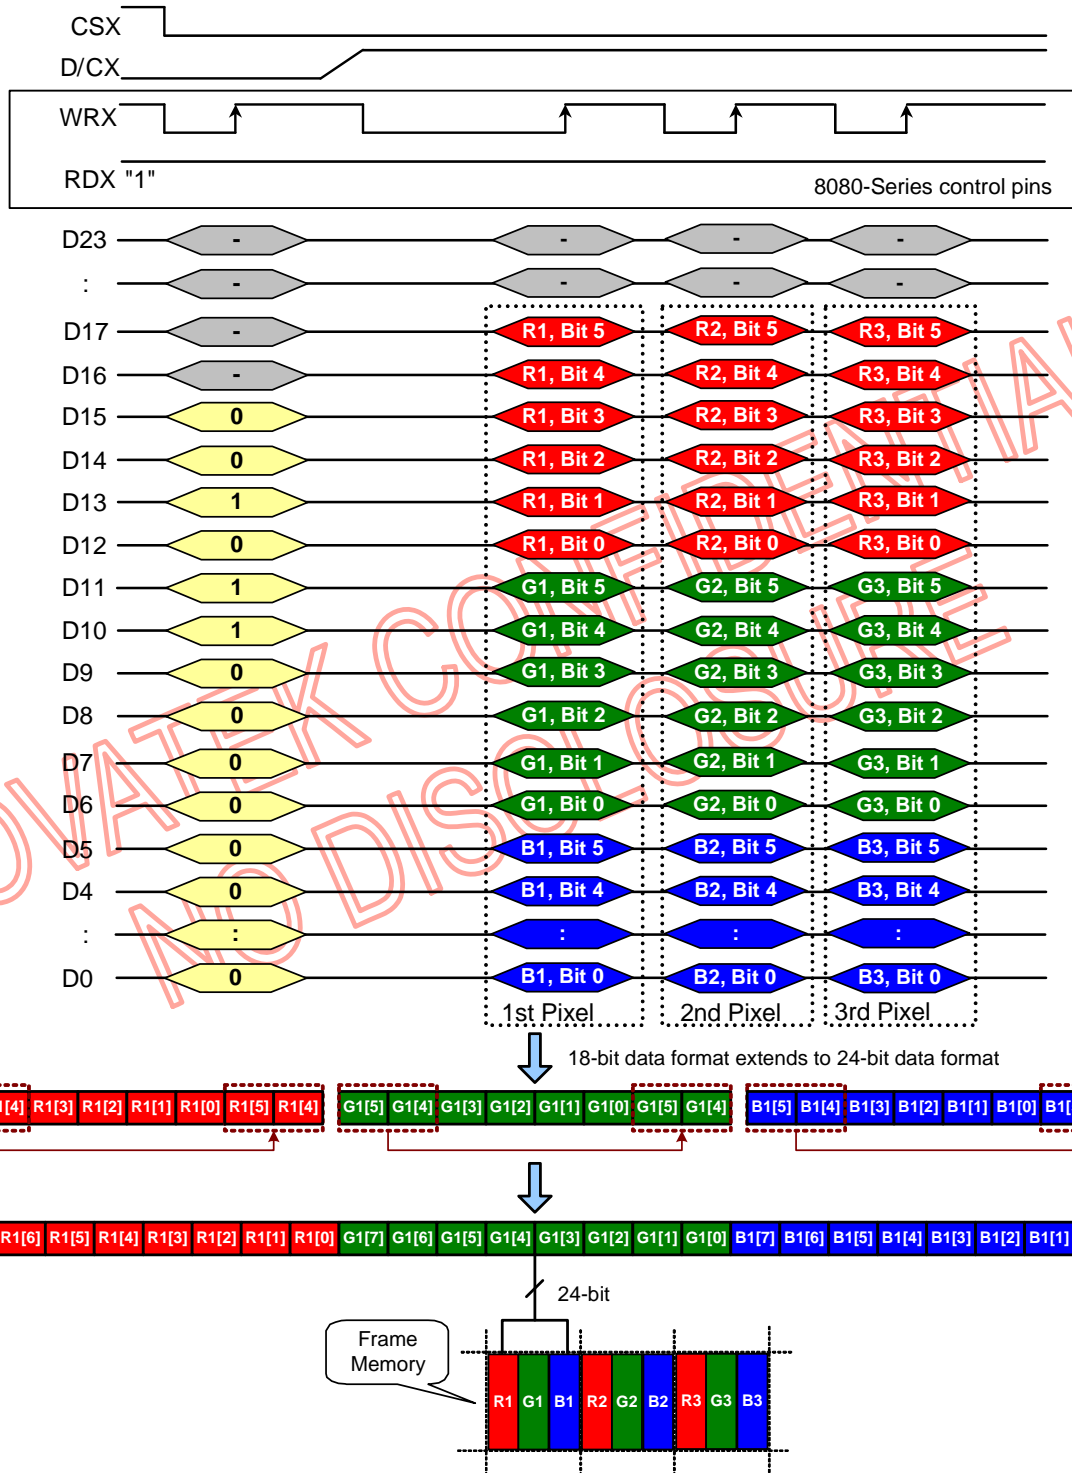 CSX
D/CX
WRX
RDX "1"
8080-Series control pins
D23 - - - -
: - - - -
D17 - R1, Bit 5 R2, Bit 5 R3, Bit 5
D16 - R1, Bit 4 R2, Bit 4 R3, Bit 4
D15 0 R1, Bit 3 R2, Bit 3 R3, Bit 3
D14 0 R1, Bit 2 R2, Bit 2 R3, Bit 2
D13 1 R1, Bit 1 R2, Bit 1 R3, Bit 1
D12 0 R1, Bit 0 R2, Bit 0 R3, Bit 0
D11 1 G1, Bit 5 G2, Bit 5 G3, Bit 5
D10 1 G1, Bit 4 G2, Bit 4 G3, Bit 4
D9 0 G1, Bit 3 G2, Bit 3 G3, Bit 3
D8 0 G1, Bit 2 G2, Bit 2 G3, Bit 2
D7 0 G1, Bit 1 G2, Bit 1 G3, Bit 1
D6 0 G1, Bit 0 G2, Bit 0 G3, Bit 0
D5 0 B1, Bit 5 B2, Bit 5 B3, Bit 5
D4 0 B1, Bit 4 B2, Bit 4 B3, Bit 4
: : : : :
D0 0 B1, Bit 0 B2, Bit 0 B3, Bit 0
1st Pixel 2nd Pixel 3rd Pixel
OVATEK CONFIDENTIAL
NO DISCLOSURE
18-bit data format extends to 24-bit data format
1[4] R1[3] R1[2] R1[1] R1[0] R1[5] R1[4] G1[5] G1[4] G1[3] G1[2] G1[1] G1[0] G1[5] G1[4] B1[5] B1[4] B1[3] B1[2] B1[1] B1[0] B1[
R1[6] R1[5] R1[4] R1[3] R1[2] R1[1] R1[0] G1[7] G1[6] G1[5] G1[4] G1[3] G1[2] G1[1] G1[0] B1[7] B1[6] B1[5] B1[4] B1[3] B1[2] B1[1]
24-bit
Frame
Memory
R1 G1 B1 R2 G2 B2 R3 G3 B3